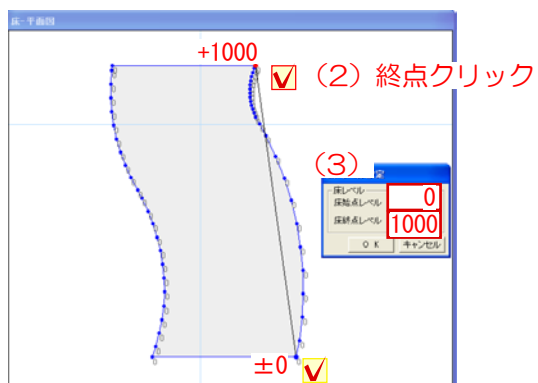 床-平面図
+1000
(2)終点クリック
(3)
床レベル
床始点レベル 0
床終点レベル 1000
OK キャンセル
±0